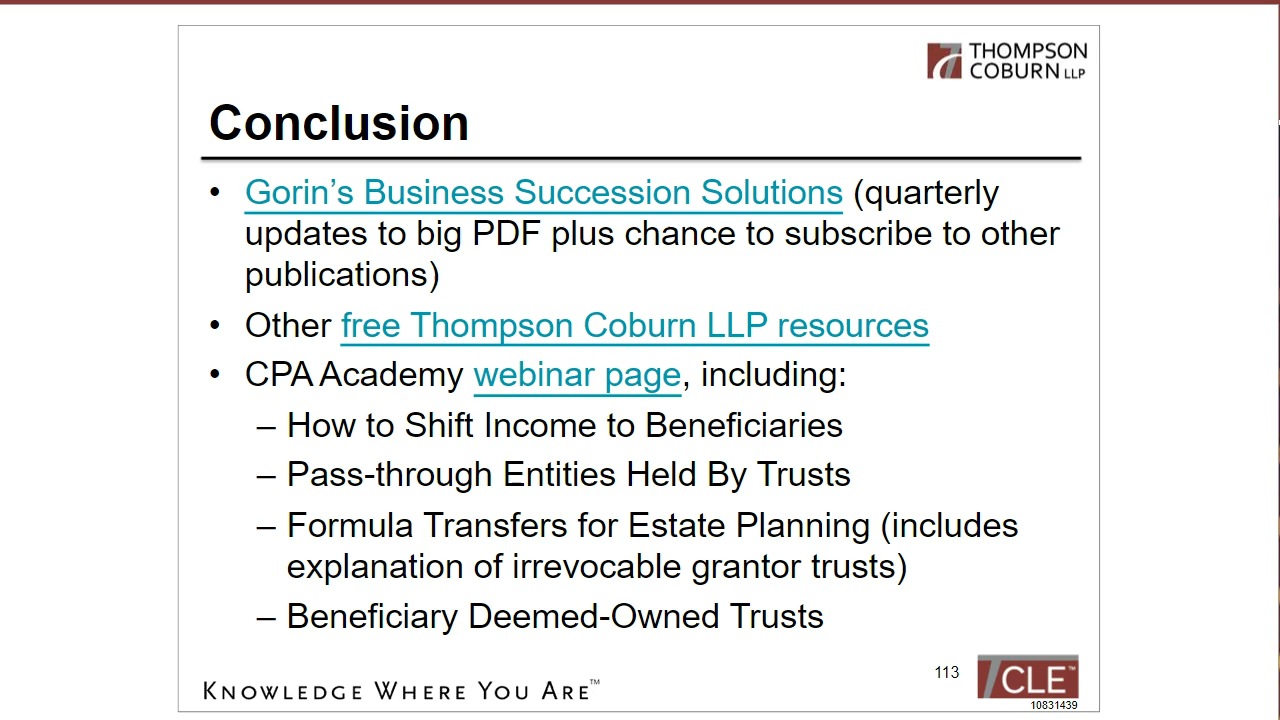 THOMPSON
COBURN LLP
Conclusion
• Gorin’s Business Succession Solutions (quarterly
updates to big PDF plus chance to subscribe to other
publications)
• Other free Thompson Coburn LLP resources
• CPA Academy webinar page, including:
– How to Shift Income to Beneficiaries
– Pass-through Entities Held By Trusts
– Formula Transfers for Estate Planning (includes
explanation of irrevocable grantor trusts)
– Beneficiary Deemed-Owned Trusts
KNOWLEDGE WHERE YOU ARE™
113
CLE™
10831439